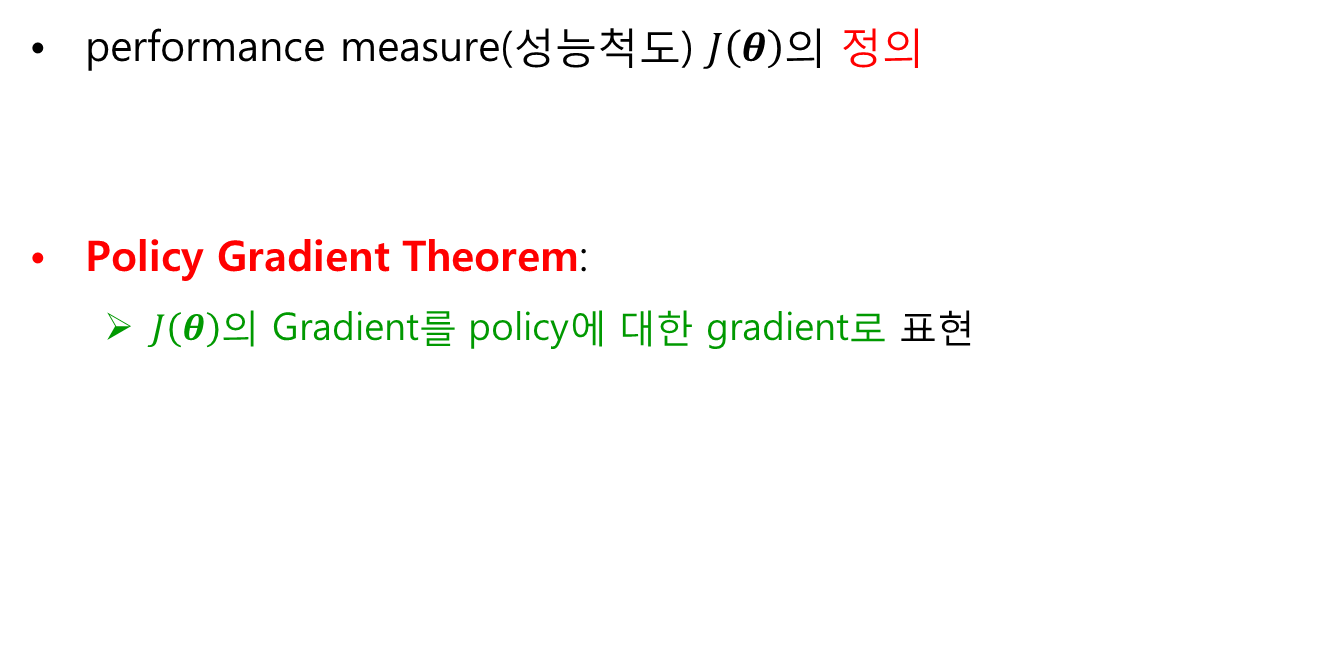 • performance measure(성능척도) J(θ)의 정의
• Policy Gradient Theorem:
➢ J(θ)의 Gradient를 policy에 대한 gradient로 표현